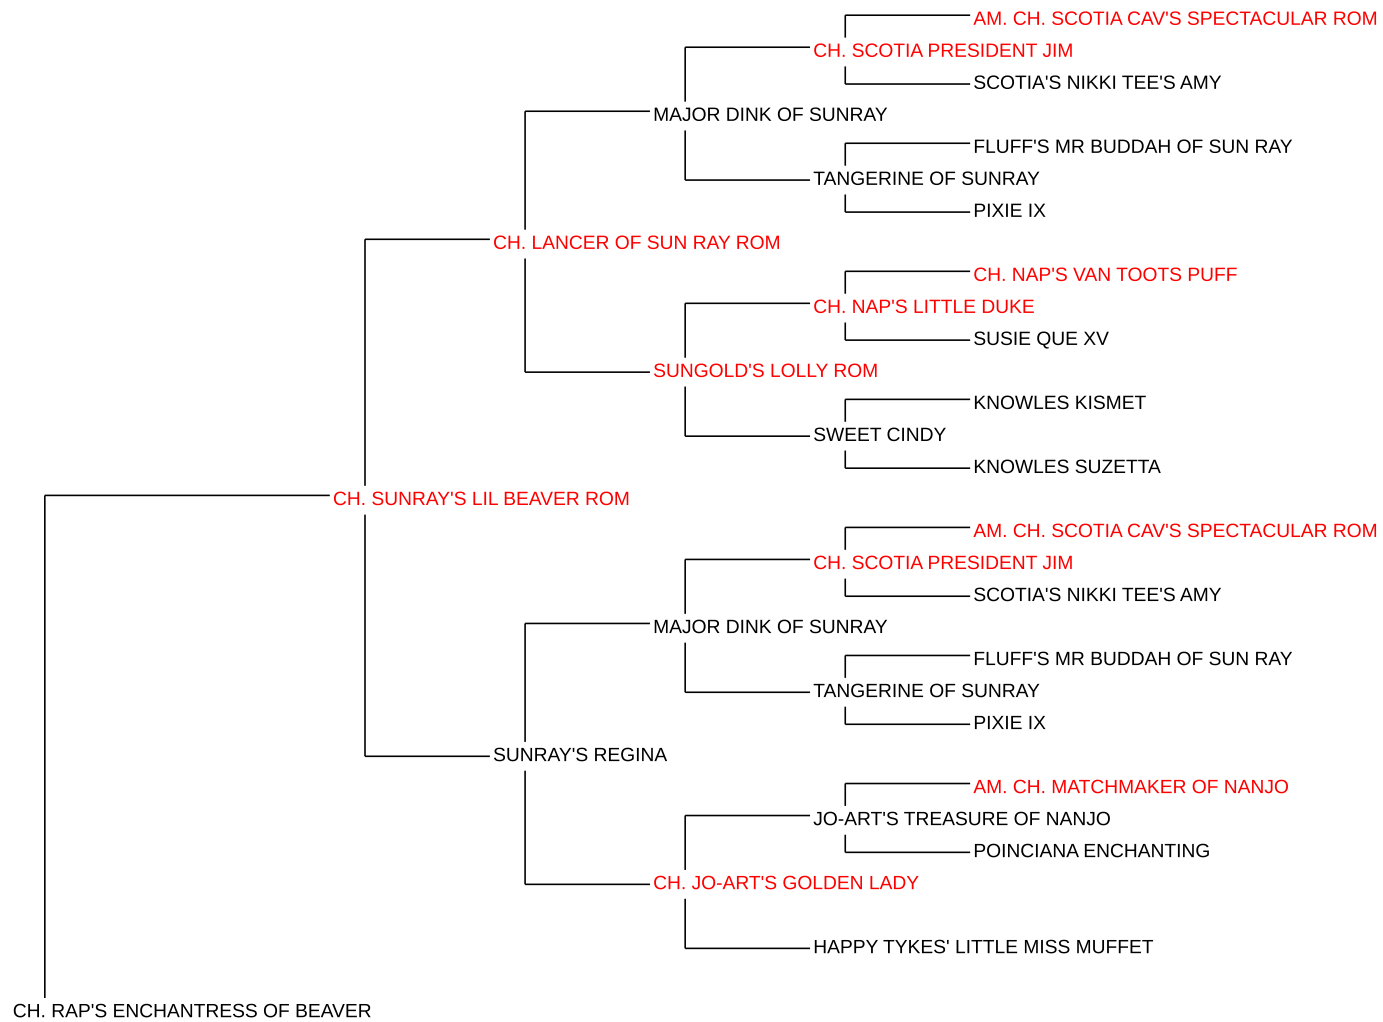 AM. CH. SCOTIA CAV'S SPECTACULAR ROM
CH. SCOTIA PRESIDENT JIM
SCOTIA'S NIKKI TEE'S AMY
MAJOR DINK OF SUNRAY
FLUFF'S MR BUDDAH OF SUN RAY
TANGERINE OF SUNRAY
PIXIE IX
CH. LANCER OF SUN RAY ROM
CH. NAP'S VAN TOOTS PUFF
CH. NAP'S LITTLE DUKE
SUSIE QUE XV
SUNGOLD'S LOLLY ROM
KNOWLES KISMET
SWEET CINDY
KNOWLES SUZETTA
CH. SUNRAY'S LIL BEAVER ROM
AM. CH. SCOTIA CAV'S SPECTACULAR ROM
CH. SCOTIA PRESIDENT JIM
SCOTIA'S NIKKI TEE'S AMY
MAJOR DINK OF SUNRAY
FLUFF'S MR BUDDAH OF SUN RAY
TANGERINE OF SUNRAY
PIXIE IX
SUNRAY'S REGINA
AM. CH. MATCHMAKER OF NANJO
JO-ART'S TREASURE OF NANJO
POINCIANA ENCHANTING
CH. JO-ART'S GOLDEN LADY
HAPPY TYKES' LITTLE MISS MUFFET
CH. RAP'S ENCHANTRESS OF BEAVER